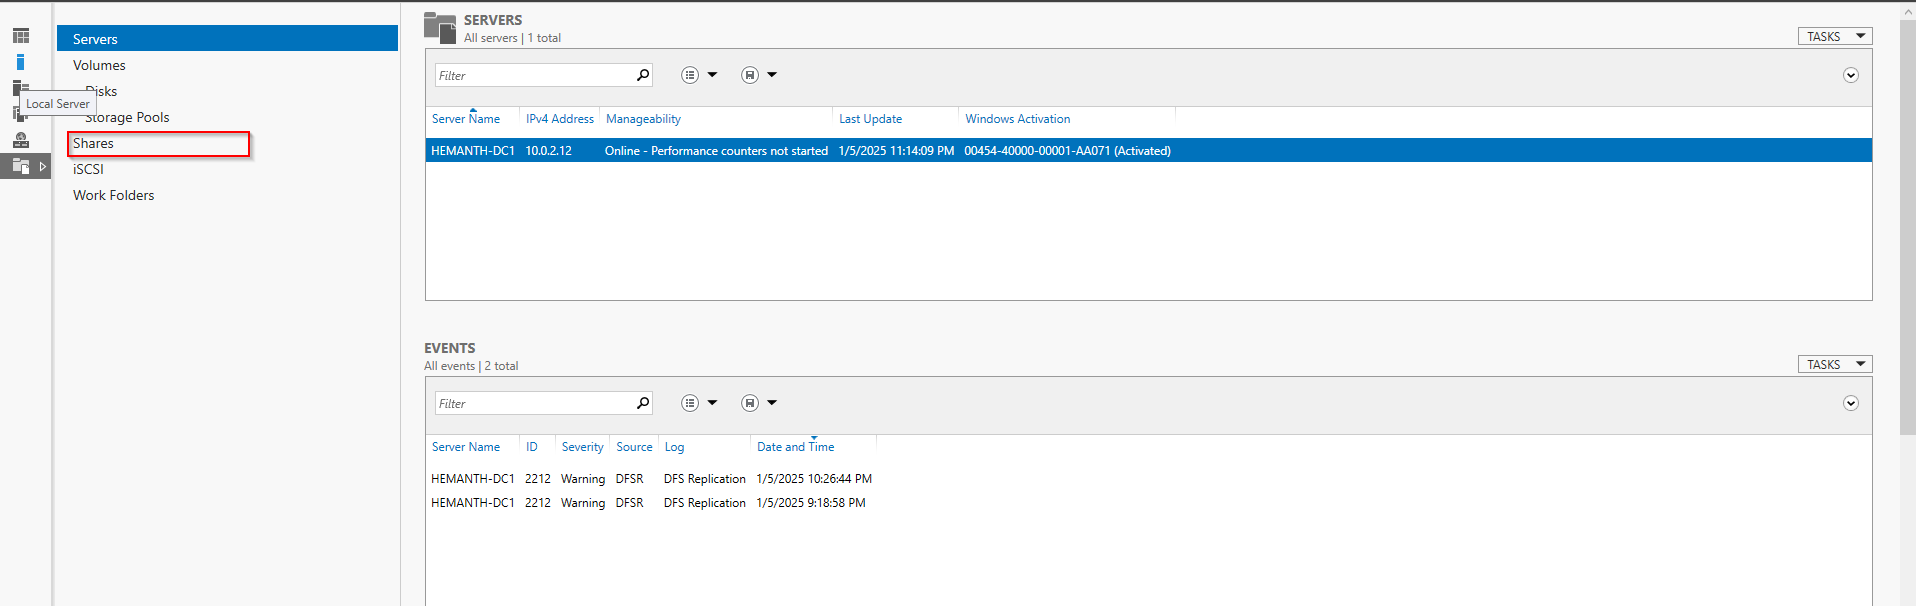 Servers
Volumes
Disks
Local Server
Storage Pools
Shares
iSCSI
Work Folders
SERVERS
All servers | 1 total
TASKS
Filter
Server Name IPv4 Address Manageability Last Update Windows Activation
HEMANTH-DC1 10.0.2.12 Online - Performance counters not started 1/5/2025 11:14:09 PM 00454-40000-00001-AA071 (Activated)
EVENTS
All events | 2 total
TASKS
Filter
Server Name ID Severity Source Log Date and Time
HEMANTH-DC1 2212 Warning DFSR DFS Replication 1/5/2025 10:26:44 PM
HEMANTH-DC1 2212 Warning DFSR DFS Replication 1/5/2025 9:18:58 PM